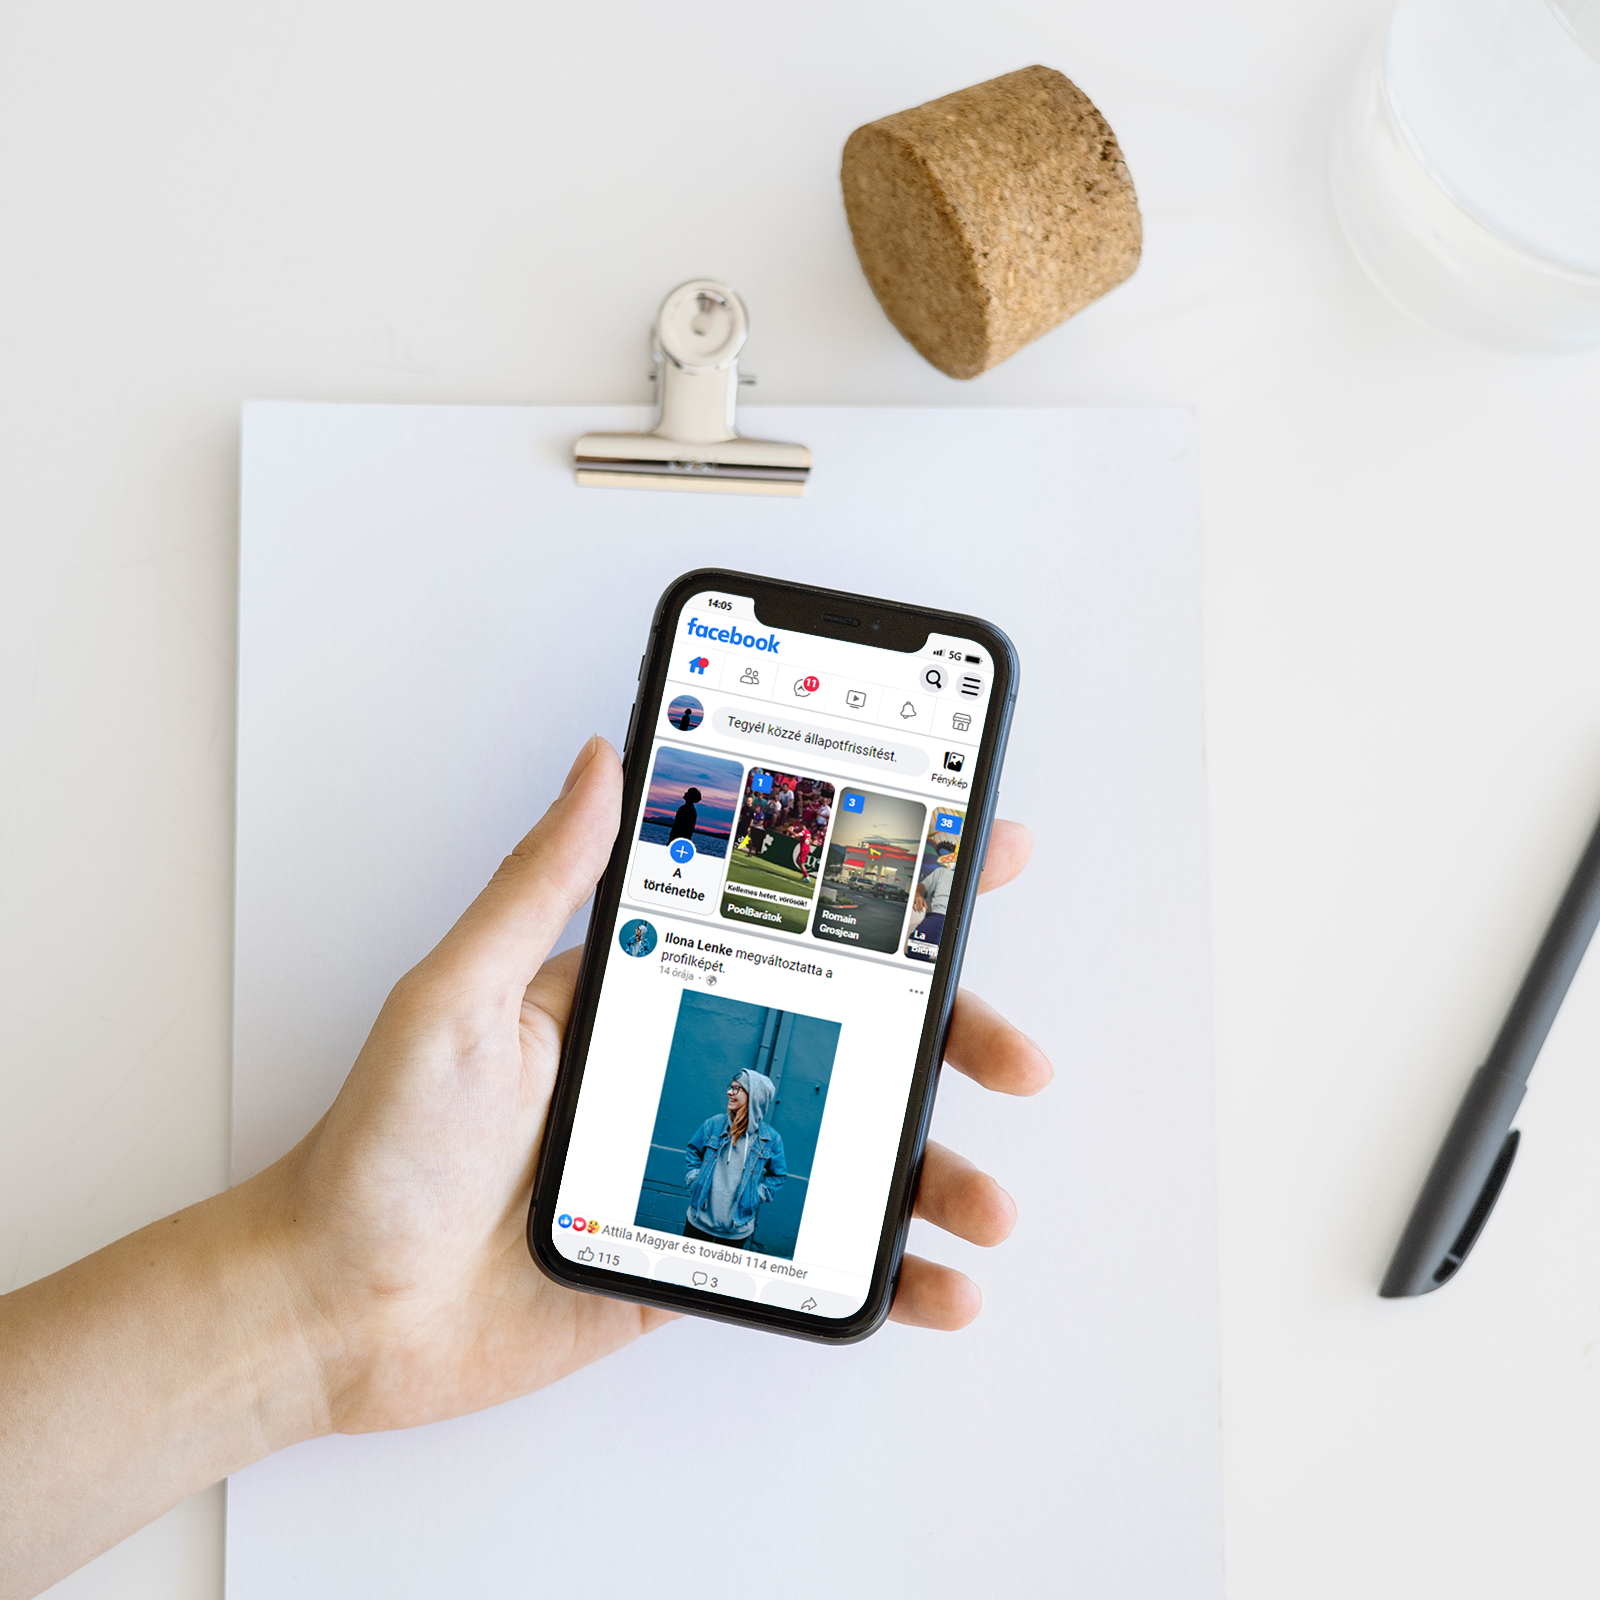 14:05
5G
facebook
11
Tegyél közzé állapotfrissítést.
Fénykép
A
történetbe
1
Kellemes hetet, vörösök!
PoolBarátok
3
Romain
Grosjean
38
La
Ilona Lenke megváltoztatta a
profilképét.
14 órája ·
Attila Magyar és további 114 ember
115
3